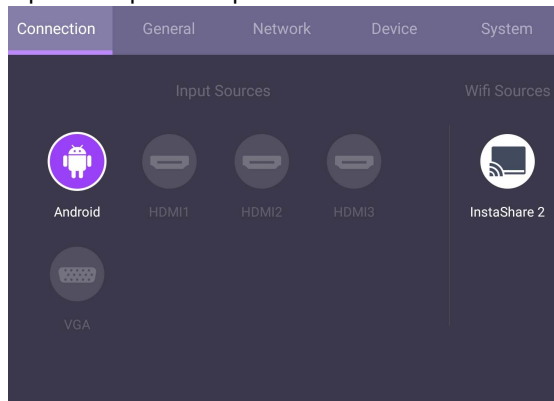 Connection General Network Device System
Input Sources Wifi Sources
Android HDMI1 HDMI2 HDMI3 InstaShare 2
VGA